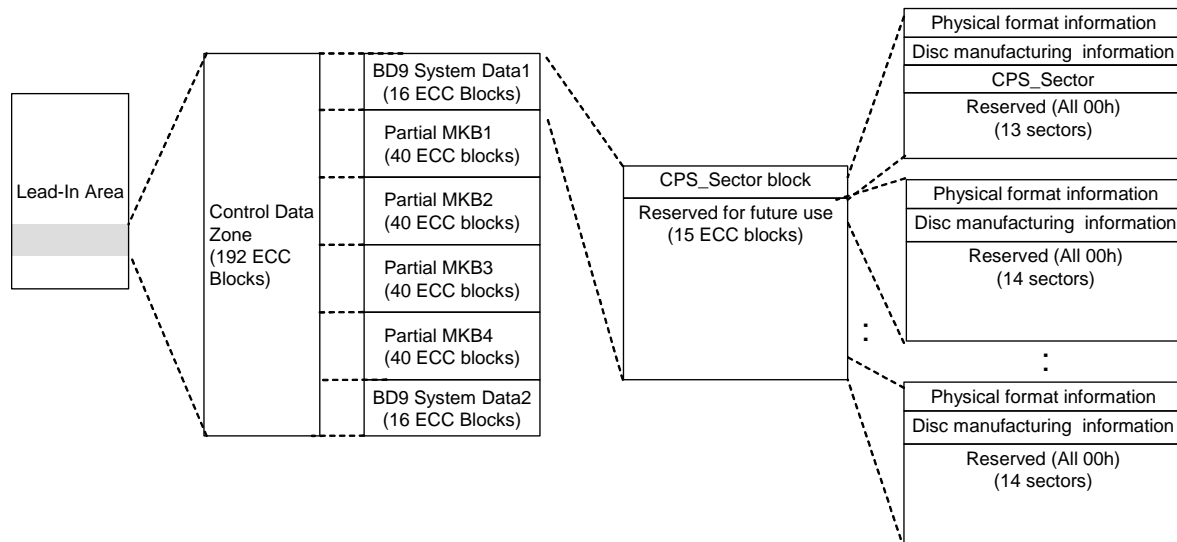 Lead-In Area
Control Data
Zone
(192 ECC
Blocks)
BD9 System Data1
(16 ECC Blocks)
Partial MKB1
(40 ECC blocks)
Partial MKB2
(40 ECC blocks)
Partial MKB3
(40 ECC blocks)
Partial MKB4
(40 ECC blocks)
BD9 System Data2
(16 ECC Blocks)
CPS_Sector block
Reserved for future use
(15 ECC blocks)
:
Physical format information
Disc manufacturing information
CPS_Sector
Reserved (All 00h)
(13 sectors)
Physical format information
Disc manufacturing information
Reserved (All 00h)
(14 sectors)
:
Physical format information
Disc manufacturing information
Reserved (All 00h)
(14 sectors)